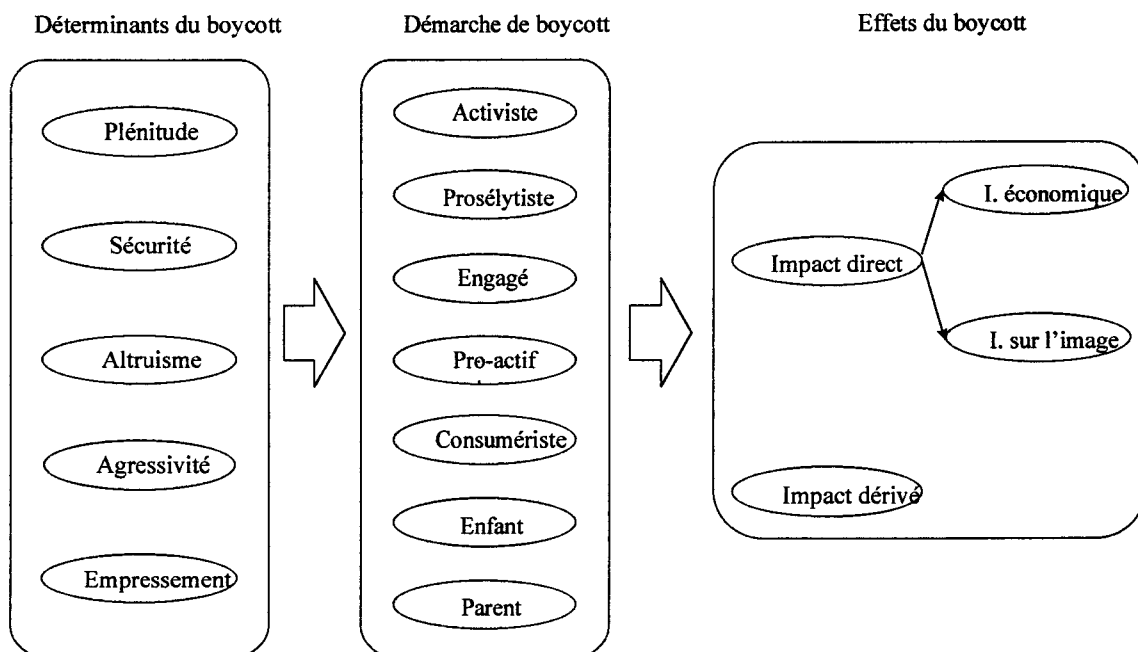 Déterminants du boycott
Démarche de boycott
Effets du boycott
Plénitude
Sécurité
Altruisme
Agressivité
Empressement
Activiste
Prosélytiste
Engagé
Pro-actif
Consumériste
Enfant
Parent
Impact direct
I. économique
I. sur l'image
Impact dérivé